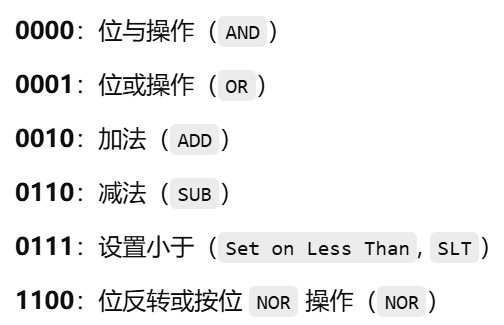 0000：位与操作（AND）
0001：位或操作（OR）
0010：加法（ADD）
0110：减法（SUB）
0111：设置小于（Set on Less Than, SLT）
1100：位反转或按位 NOR 操作（NOR）